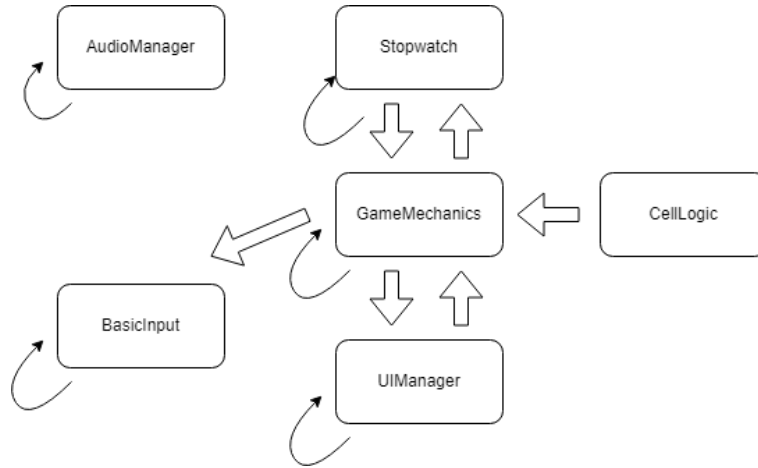 AudioManager
Stopwatch
GameMechanics
CellLogic
BasicInput
UIManager